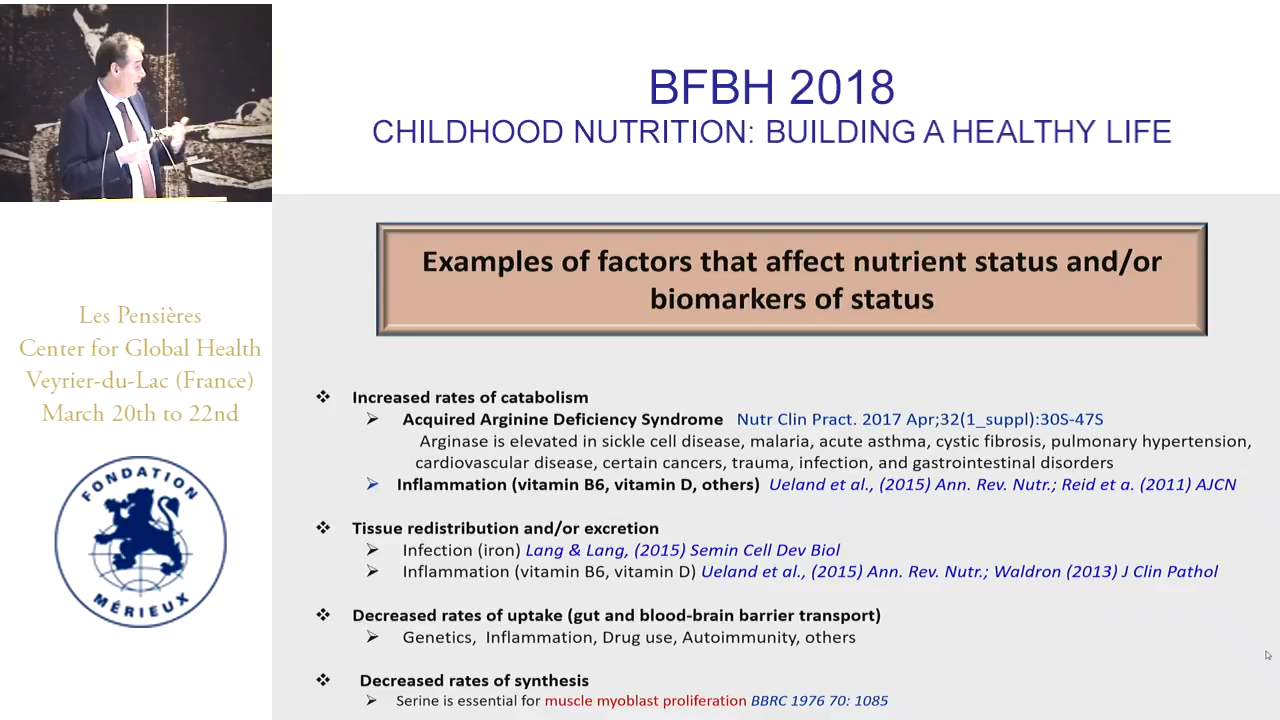 BFBH 2018
CHILDHOOD NUTRITION: BUILDING A HEALTHY LIFE
Les Pensières
Center for Global Health
Veyrier-du-Lac (France)
March 20th to 22nd
FONDATION
MÉRIEUX
Examples of factors that affect nutrient status and/or
biomarkers of status
❖ Increased rates of catabolism
➢ Acquired Arginine Deficiency Syndrome Nutr Clin Pract. 2017 Apr;32(1_suppl):30S-47S
Arginase is elevated in sickle cell disease, malaria, acute asthma, cystic fibrosis, pulmonary hypertension,
cardiovascular disease, certain cancers, trauma, infection, and gastrointestinal disorders
➢ Inflammation (vitamin B6, vitamin D, others) Ueland et al., (2015) Ann. Rev. Nutr.; Reid et a. (2011) AJCN
❖ Tissue redistribution and/or excretion
➢ Infection (iron) Lang & Lang, (2015) Semin Cell Dev Biol
➢ Inflammation (vitamin B6, vitamin D) Ueland et al., (2015) Ann. Rev. Nutr.; Waldron (2013) J Clin Pathol
❖ Decreased rates of uptake (gut and blood-brain barrier transport)
➢ Genetics, Inflammation, Drug use, Autoimmunity, others
❖ Decreased rates of synthesis
➢ Serine is essential for muscle myoblast proliferation BBRC 1976 70: 1085